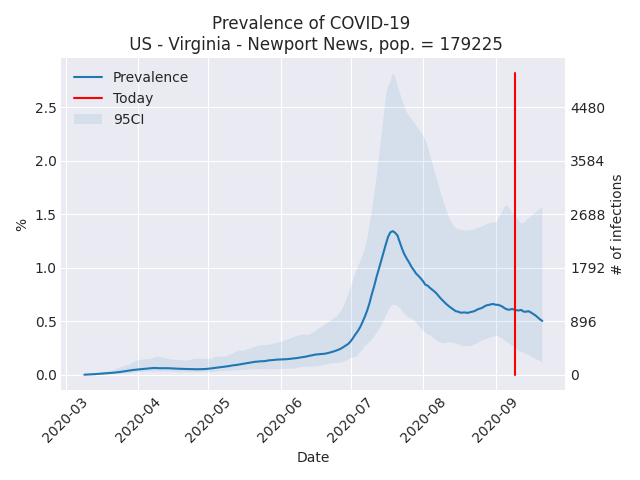 Prevalence of COVID-19
US - Virginia - Newport News, pop. = 179225
Prevalence
Today
95CI
%
2.5
2.0
1.5
1.0
0.5
0.0
4480
3584
2688
1792
896
0
# of infections
2020-03
2020-04
2020-05
2020-06
2020-07
2020-08
2020-09
Date